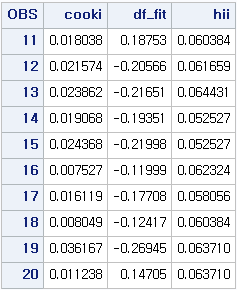 OBS cooki df_fit hii
11 0.018038 0.18753 0.060384
12 0.021574 -0.20566 0.061659
13 0.023862 -0.21651 0.064431
14 0.019068 -0.19351 0.052527
15 0.024368 -0.21998 0.052527
16 0.007527 -0.11999 0.062324
17 0.016119 -0.17708 0.058056
18 0.008049 -0.12417 0.060384
19 0.036167 -0.26945 0.063710
20 0.011238 0.14705 0.063710